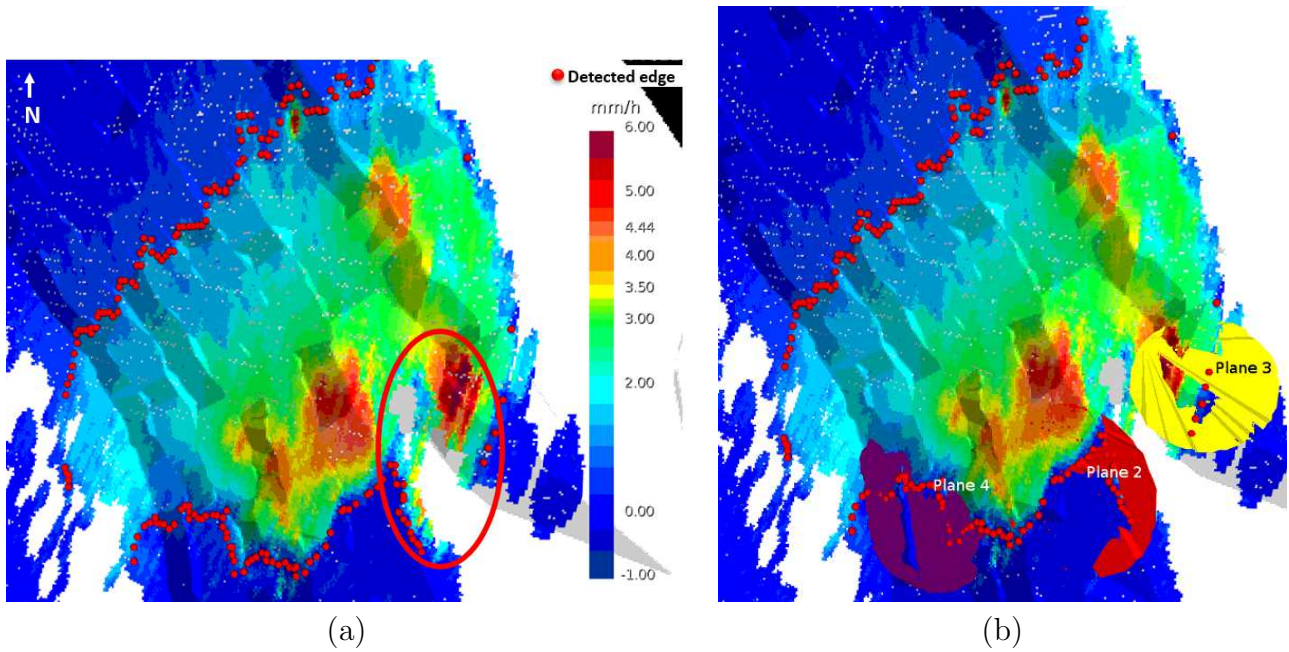 N
Detected edge
mm/h
6.00
5.00
4.44
4.00
3.50
3.00
2.00
0.00
-1.00
Plane 3
Plane 2
Plane 4
(a)
(b)